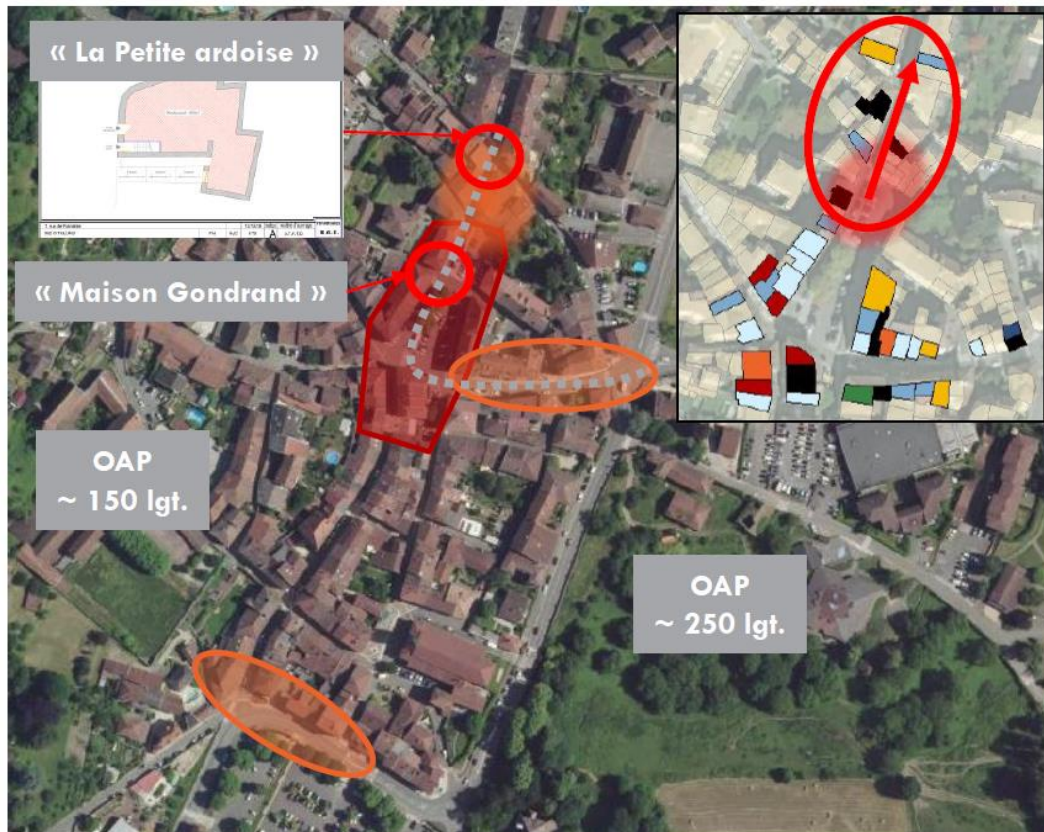 « La Petite ardoise »
« Maison Gondrand »
OAP
~ 150 lgt.
OAP
~ 250 lgt.